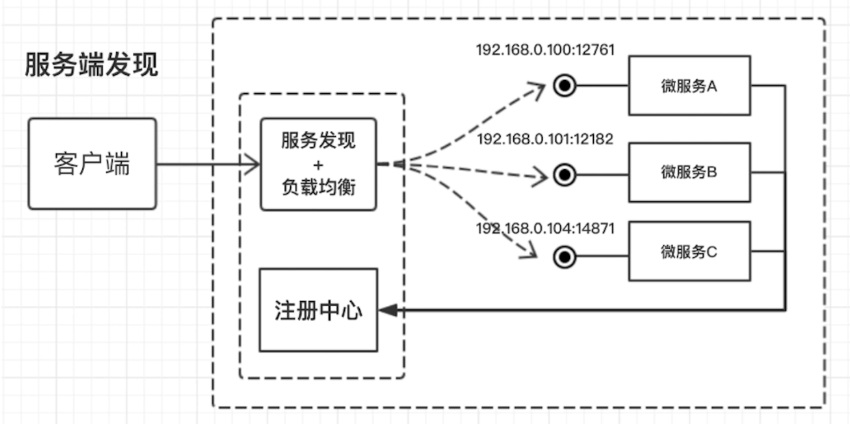 服务端发现
192.168.0.100:12761
微服务A
客户端
服务发现
+
负载均衡
192.168.0.101:12182
微服务B
192.168.0.104:14871
微服务C
注册中心